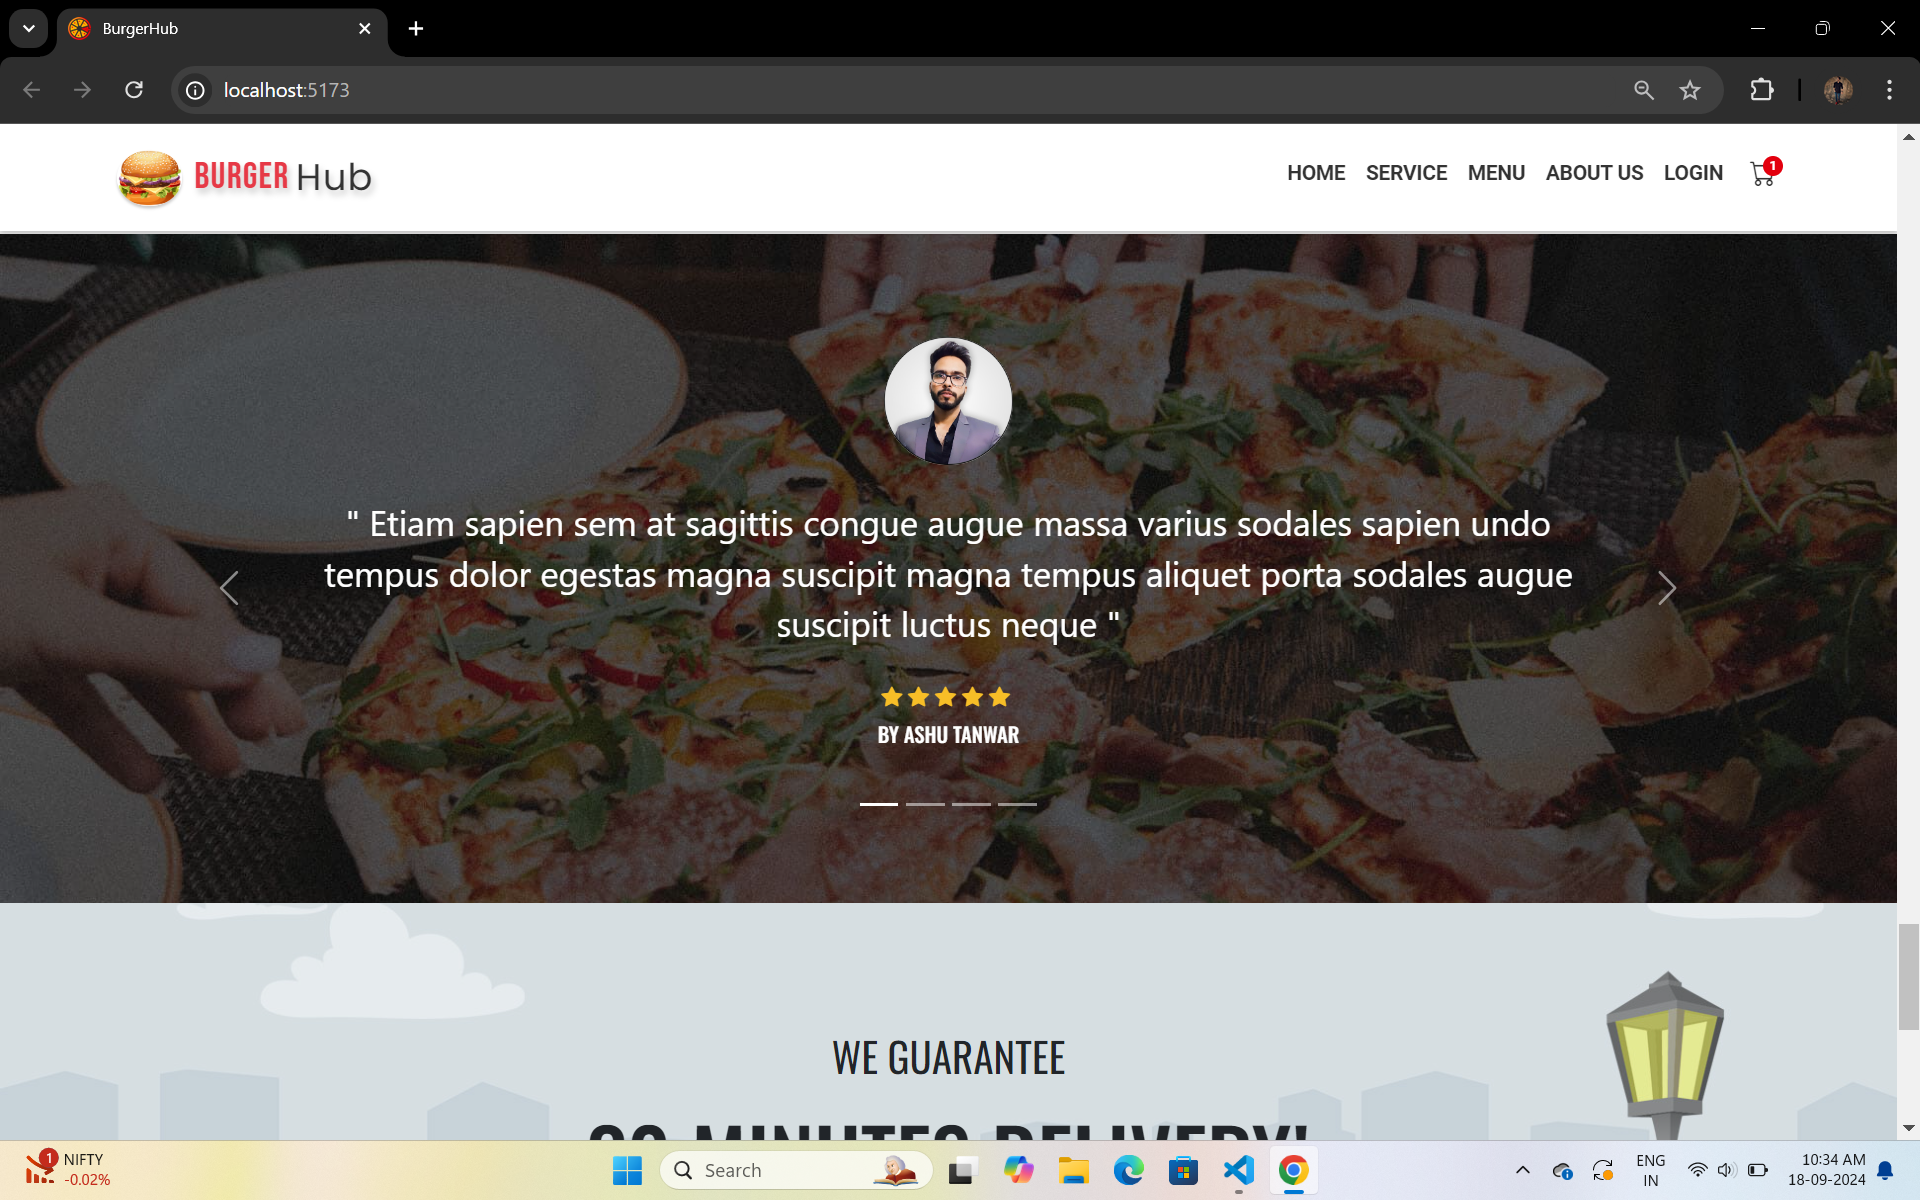 BurgerHub
localhost:5173
BURGER Hub
HOME SERVICE MENU ABOUT US LOGIN 1
" Etiam sapien sem at sagittis congue augue massa varius sodales sapien undo
tempus dolor egestas magna suscipit magna tempus aliquet porta sodales augue
suscipit luctus neque "
BY ASHU TANWAR
WE GUARANTEE
MINUTES DELIVERY!
1 NIFTY
-0.02%
Search
ENG
IN
10:34 AM
18-09-2024